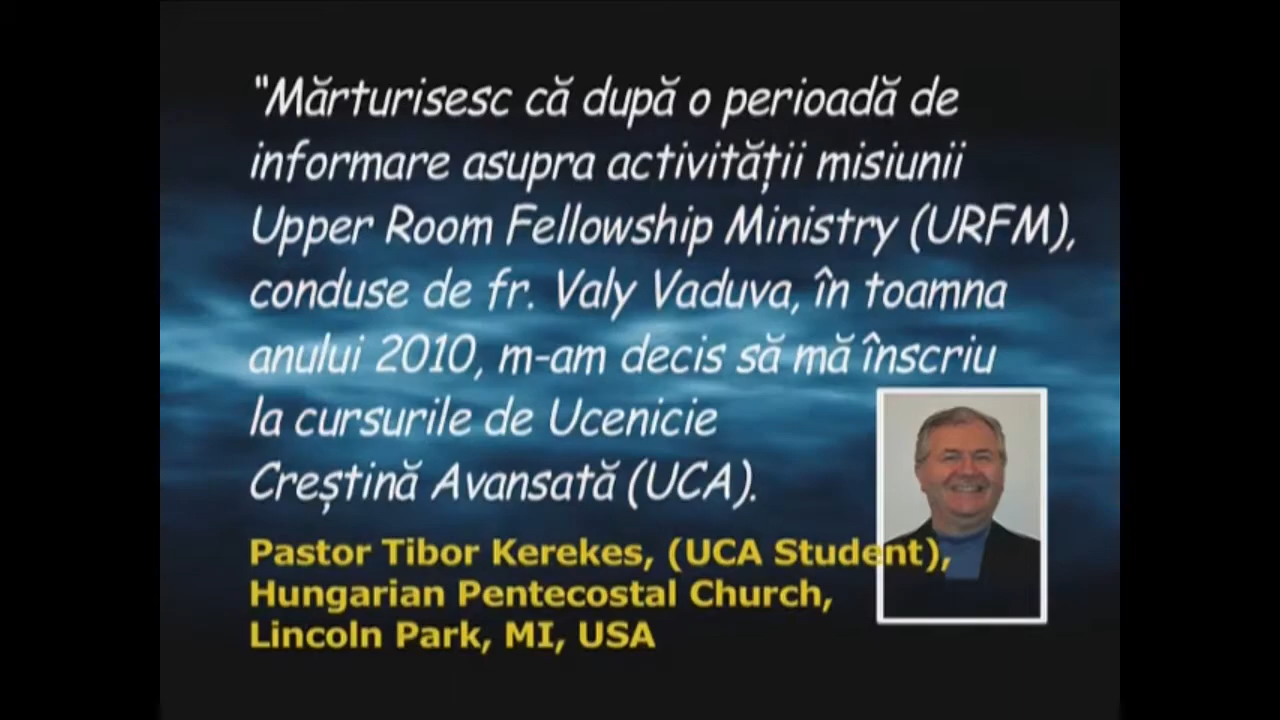 "Mărturisesc că după o perioadă de
informare asupra activității misiunii
Upper Room Fellowship Ministry (URFM),
conduse de fr. Valy Vaduva, în toamna
anului 2010, m-am decis să mă înscriu
la cursurile de Ucenicie
Creștină Avansată (UCA).
Pastor Tibor Kerekes, (UCA Student),
Hungarian Pentecostal Church,
Lincoln Park, MI, USA